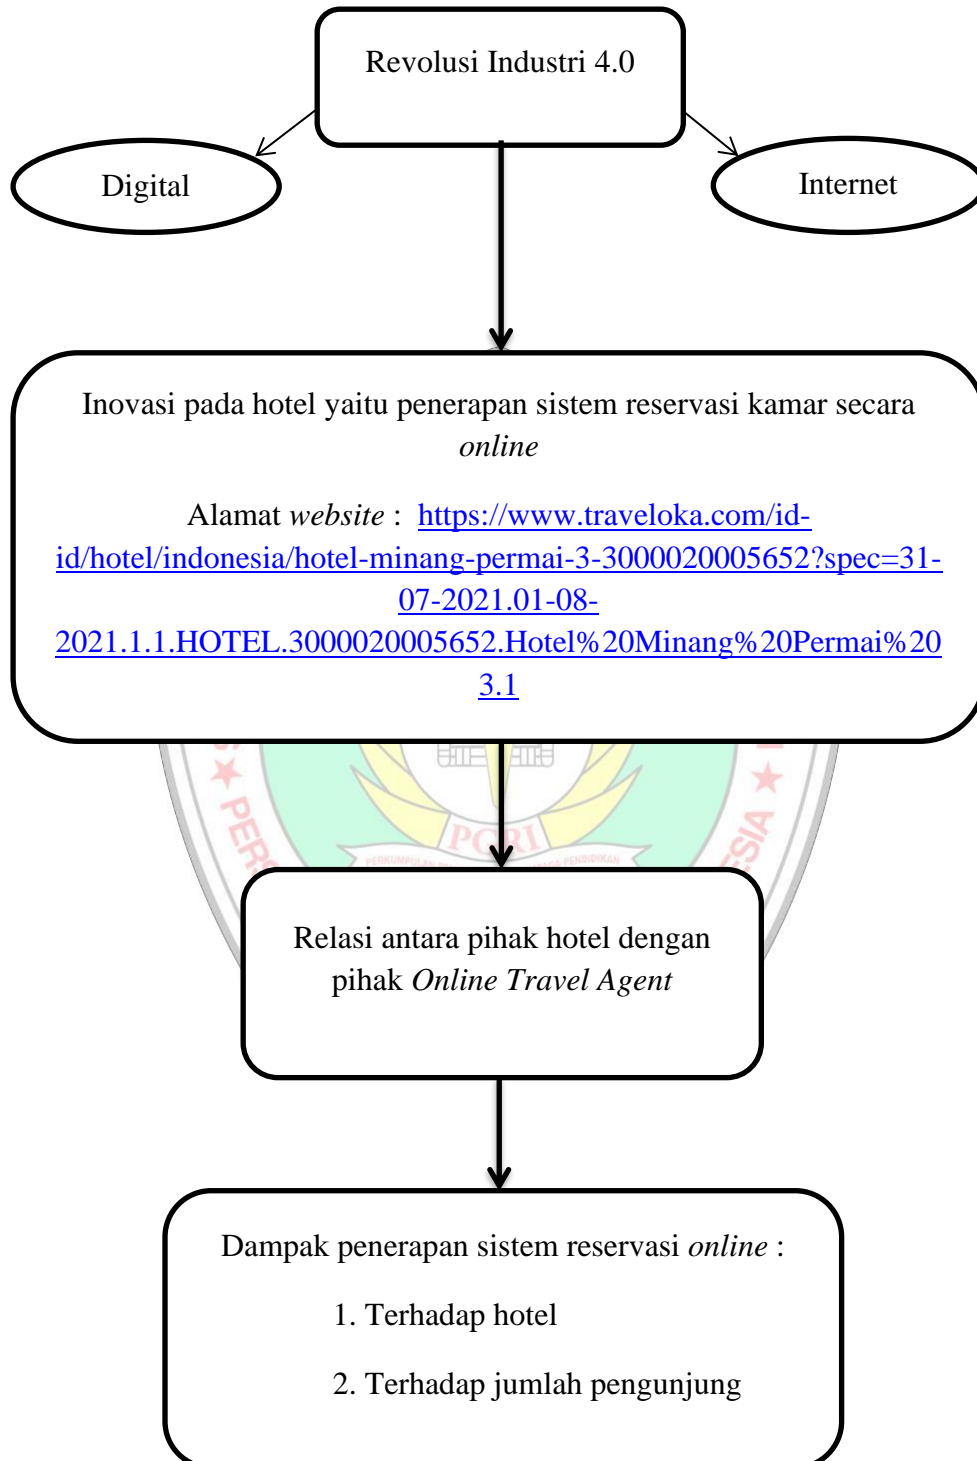 Revolusi Industri 4.0
Digital
Internet
Inovasi pada hotel yaitu penerapan sistem reservasi kamar secara
online
Alamat website : https://www.traveloka.com/id-
id/hotel/indonesia/hotel-minang-permai-3-3000020005652?spec=31-
07-2021.01-08-
2021.1.1.HOTEL.3000020005652.Hotel%20Minang%20Permai%20
3.1
PGRI
Relasi antara pihak hotel dengan
pihak Online Travel Agent
Dampak penerapan sistem reservasi online :
1. Terhadap hotel
2. Terhadap jumlah pengunjung